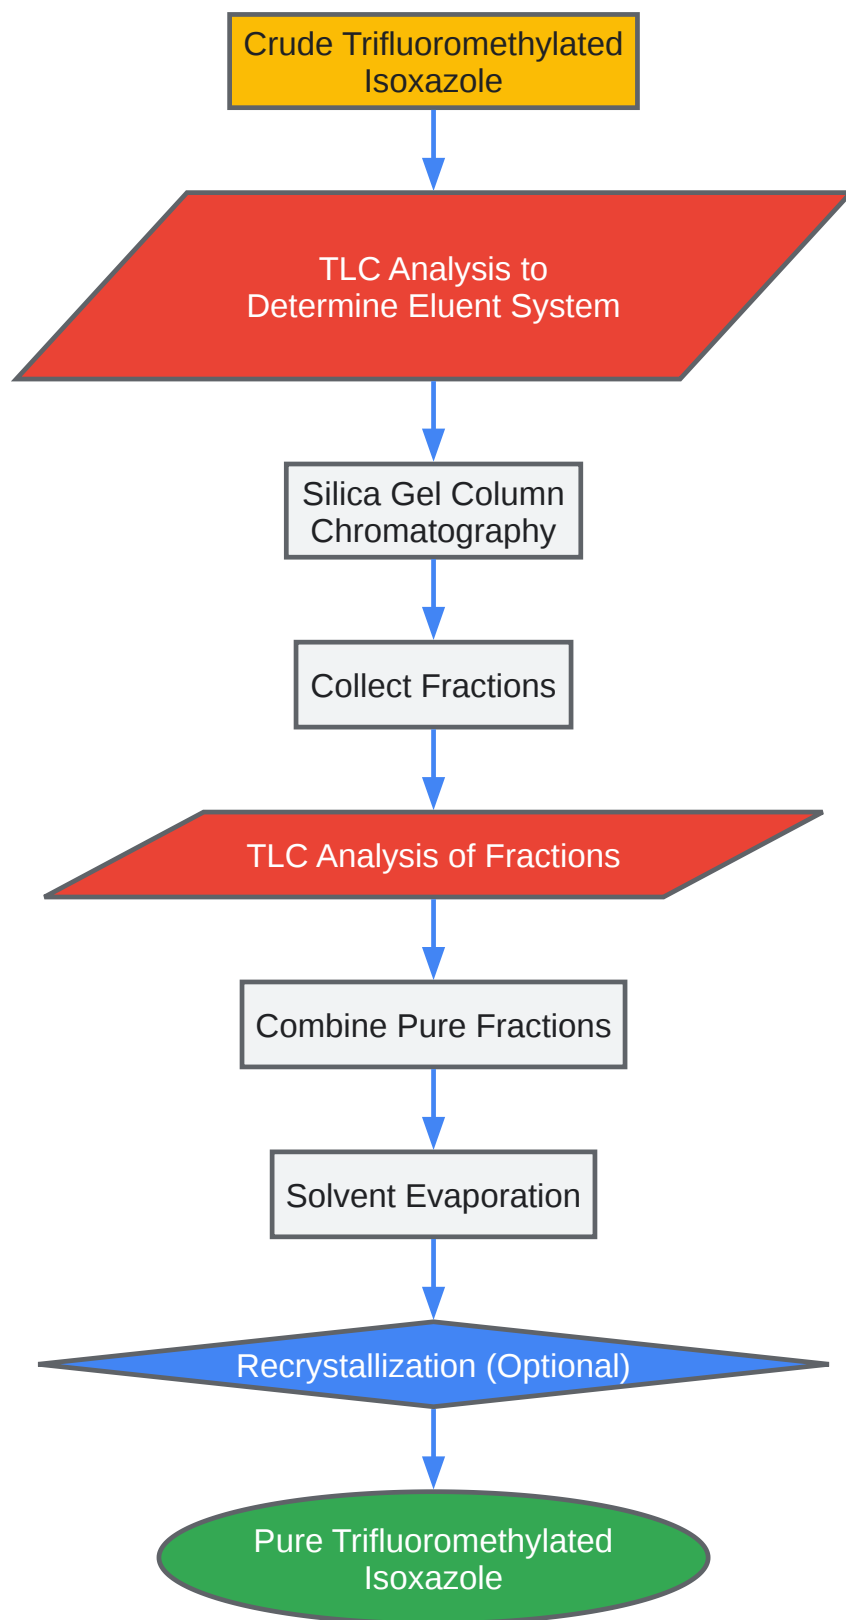 Crude Trifluoromethylated
Isoxazole
TLC Analysis to
Determine Eluent System
Silica Gel Column
Chromatography
Collect Fractions
TLC Analysis of Fractions
Combine Pure Fractions
Solvent Evaporation
Recrystallization (Optional)
Pure Trifluoromethylated
Isoxazole